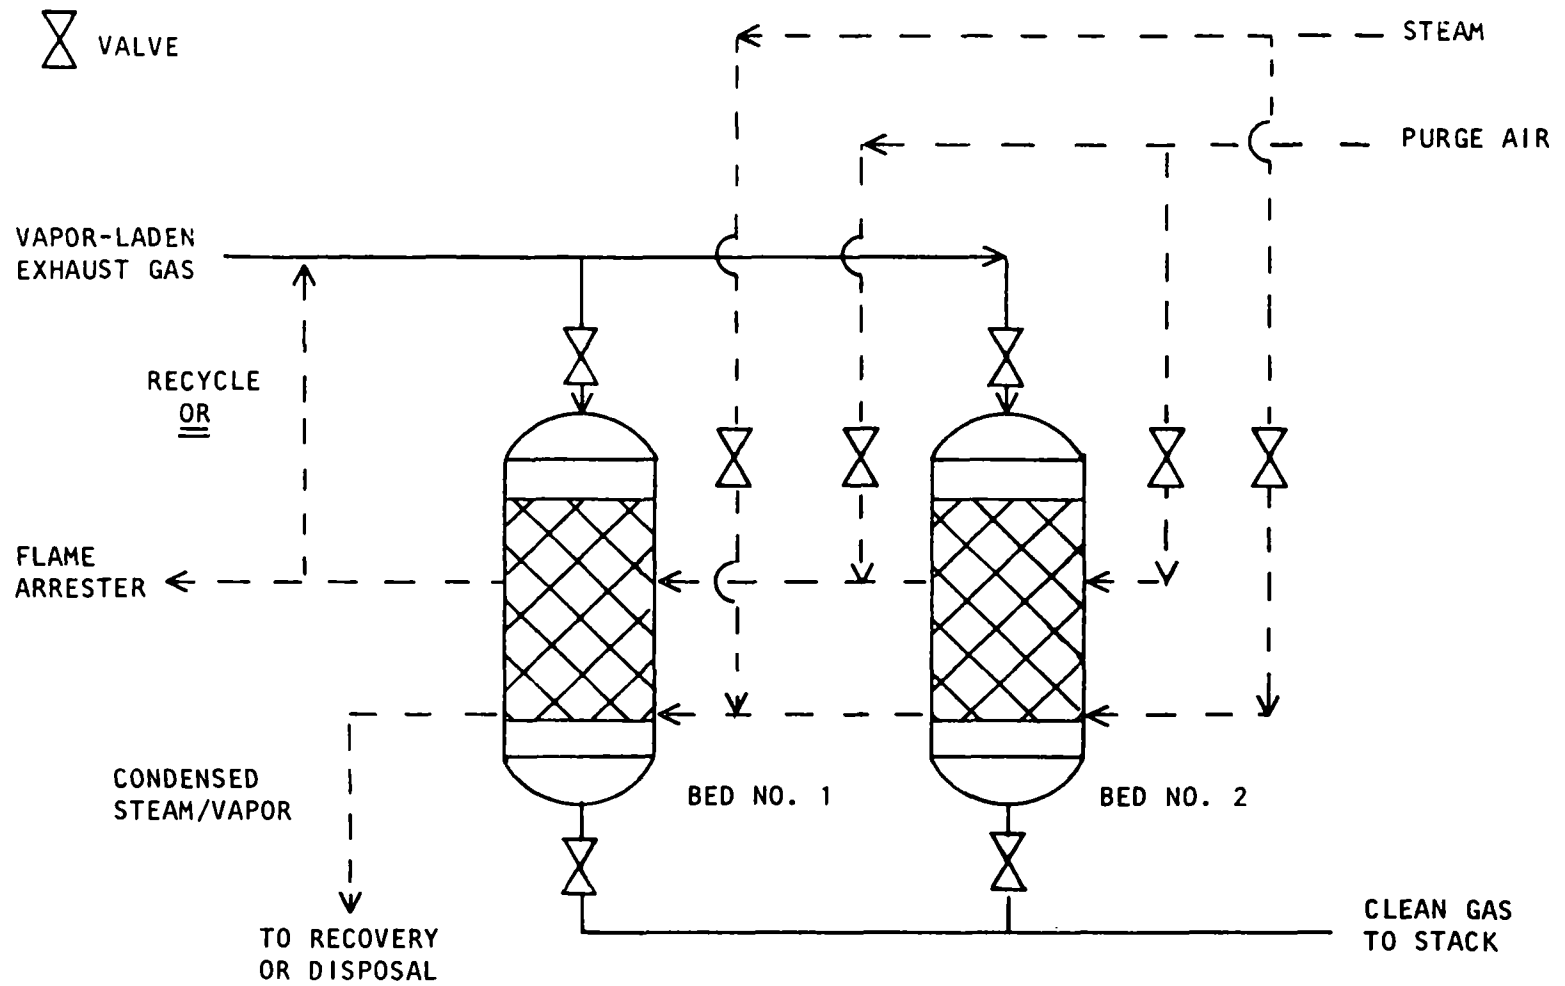 VALVE
STEAM
PURGE AIR
VAPOR-LADEN
EXHAUST GAS
RECYCLE
OR
FLAME
ARRESTER
CONDENSED
STEAM/VAPOR
BED NO. 1
BED NO. 2
TO RECOVERY
OR DISPOSAL
CLEAN GAS
TO STACK